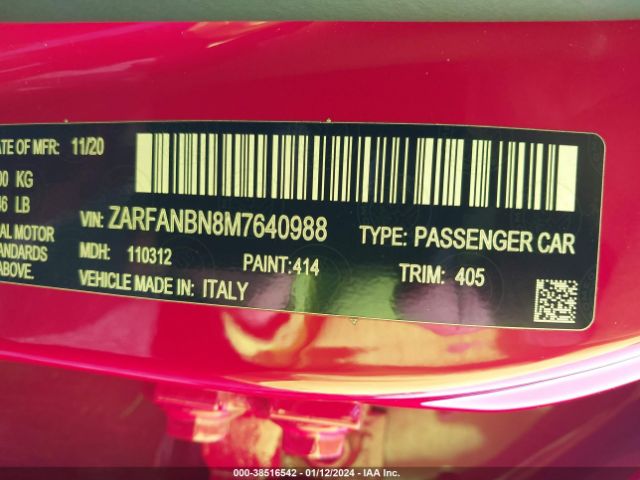 ATE OF MFR: 11/20
00 KG
46 LB
VIN: ZARFANBN8M7640988
TYPE: PASSENGER CAR
AL MOTOR
ANDARDS
ABOVE.
MDH: 110312
PAINT:414
TRIM: 405
VEHICLE MADE IN: ITALY
000-38516542 - 01/12/2024 - IAA Inc.